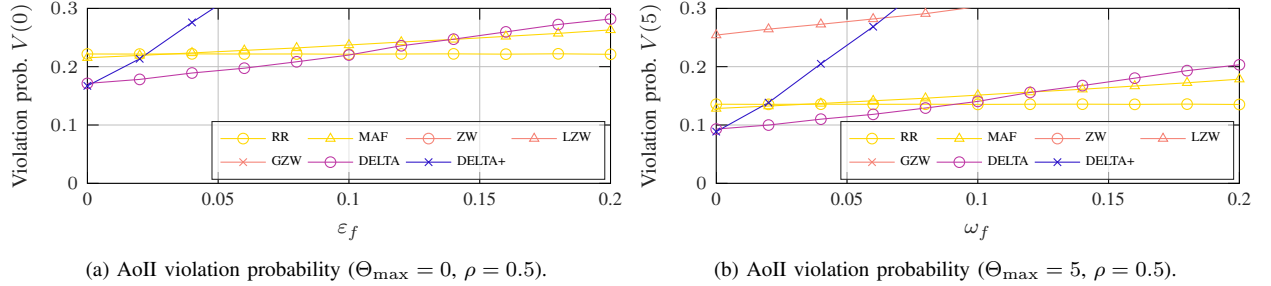 Violation prob. V(0)
0.3
0.2
0.1
0
RR MAF ZW LZW
GZW DELTA DELTA+
0 0.05 0.1 0.15 0.2
ε_f
(a) AoII violation probability (Θ_max = 0, ρ = 0.5).
Violation prob. V(5)
0.3
0.2
0.1
0
RR MAF ZW LZW
GZW DELTA DELTA+
0 0.05 0.1 0.15 0.2
ω_f
(b) AoII violation probability (Θ_max = 5, ρ = 0.5).